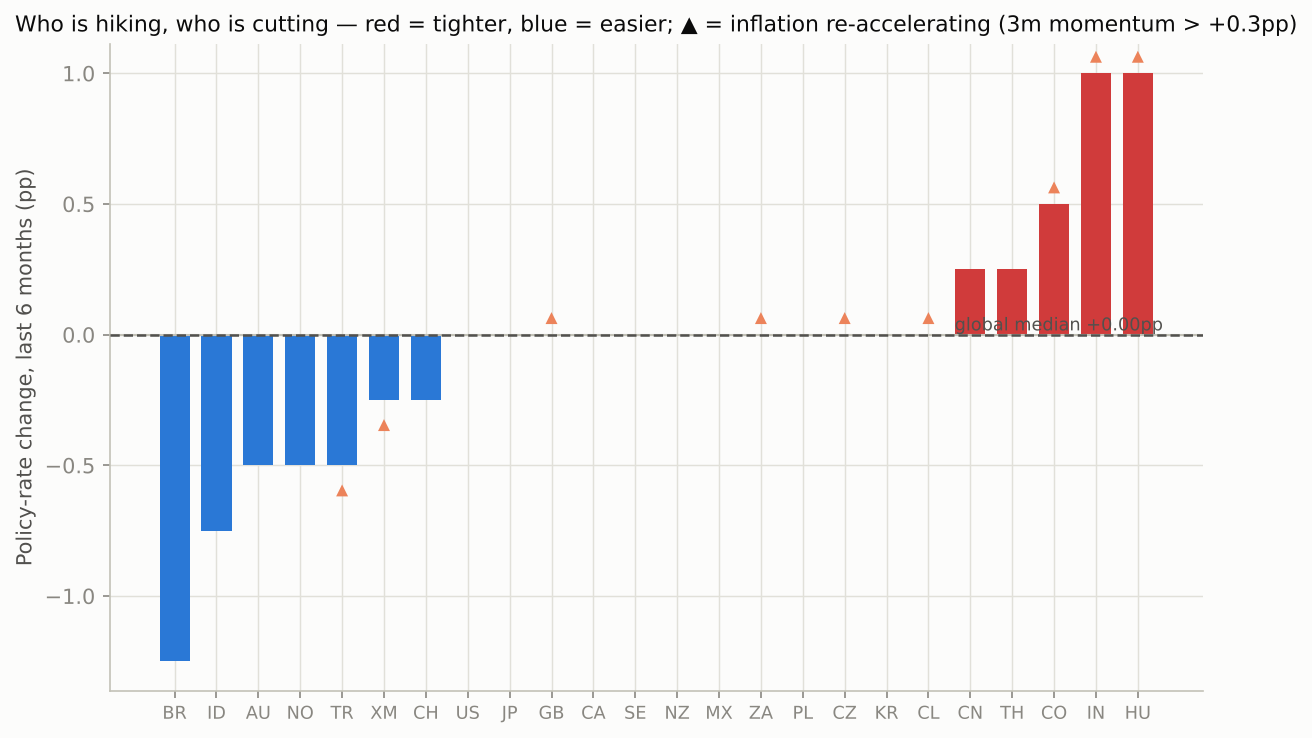 Who is hiking, who is cutting — red = tighter, blue = easier; ▲ = inflation re-accelerating (3m momentum > +0.3pp)
Policy-rate change, last 6 months (pp)
1.0
0.5
0.0
−0.5
−1.0
global median +0.00pp
BR ID AU NO TR XM CH US JP GB CA SE NZ MX ZA PL CZ KR CL CN TH CO IN HU